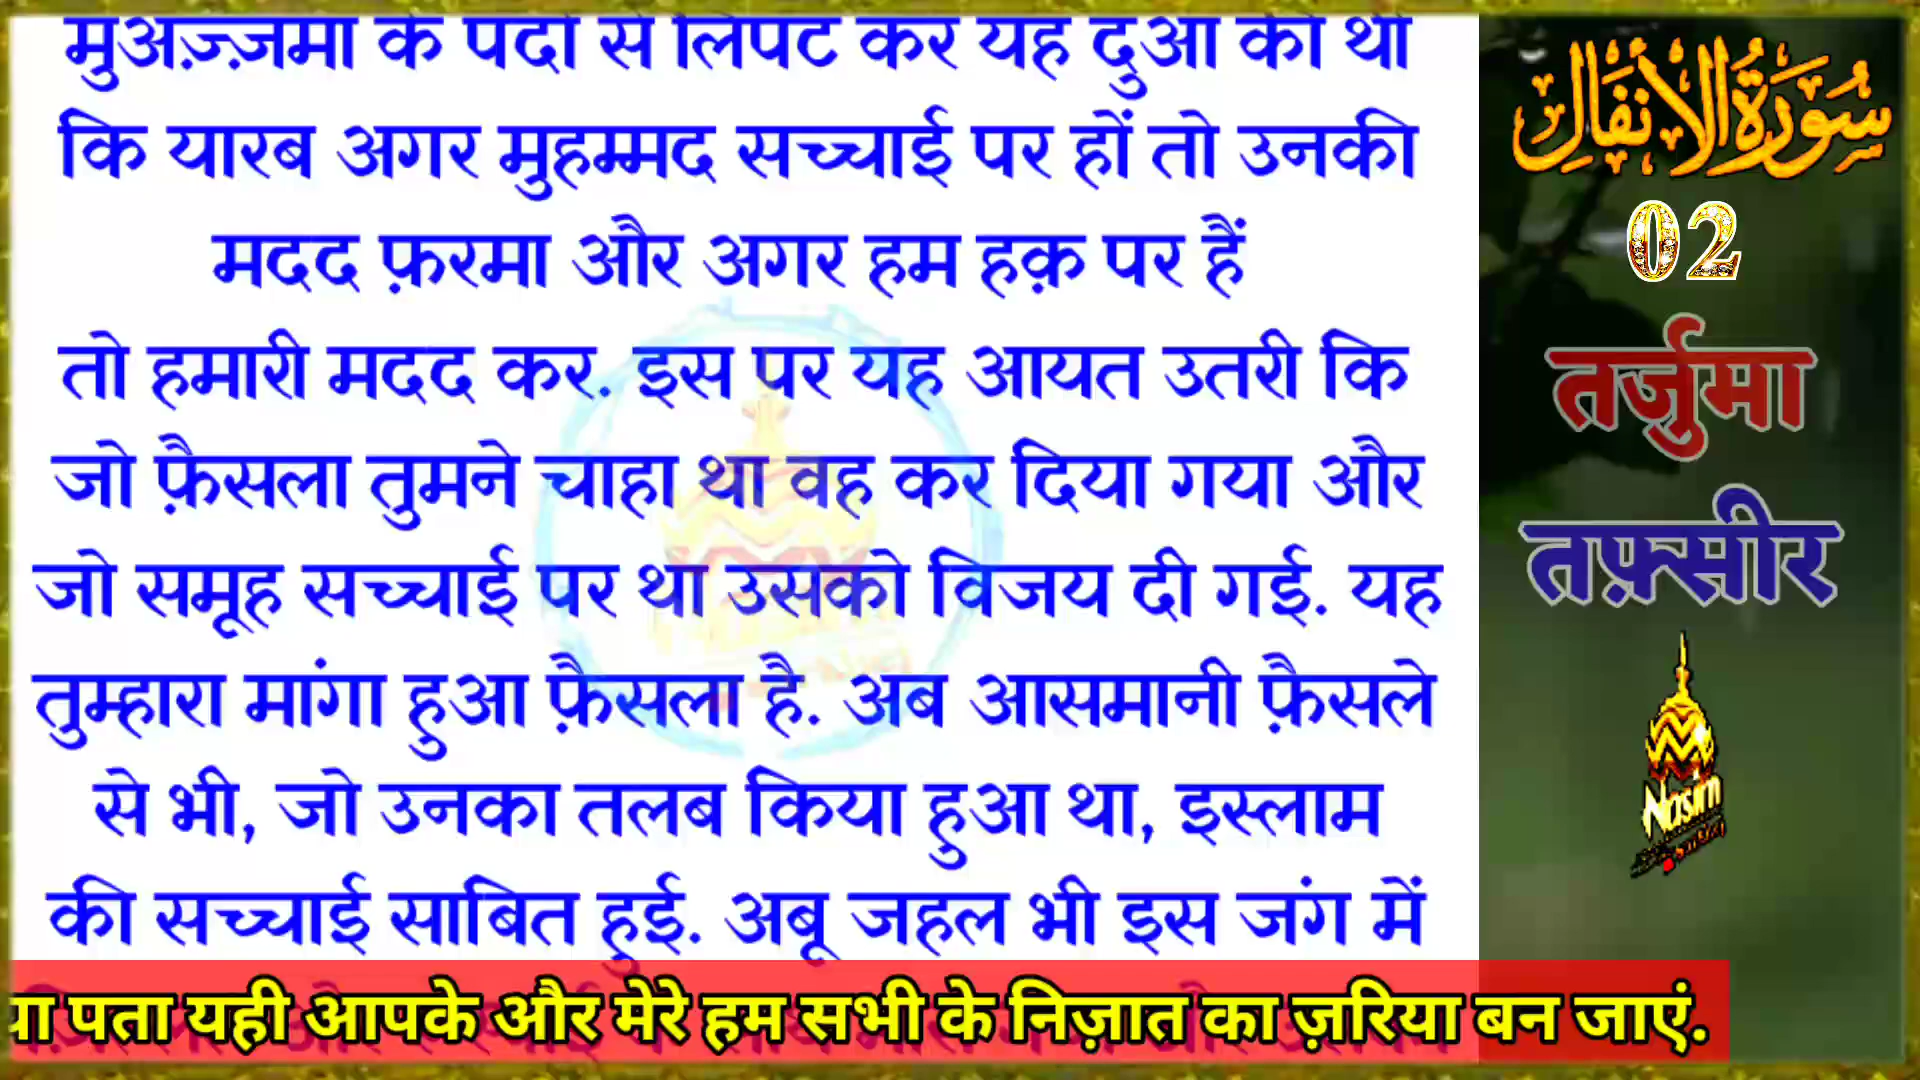 मुअज़्ज़मा के पर्दों से लिपट कर यह दुआ की थी
कि यारब अगर मुहम्मद सच्चाई पर हों तो उनकी
मदद फ़रमा और अगर हम हक़ पर हैं
तो हमारी मदद कर. इस पर यह आयत उतरी कि
जो फ़ैसला तुमने चाहा था वह कर दिया गया और
जो समूह सच्चाई पर था उसको विजय दी गई. यह
तुम्हारा मांगा हुआ फ़ैसला है. अब आसमानी फ़ैसले
से भी, जो उनका तलब किया हुआ था, इस्लाम
की सच्चाई साबित हुई. अबू जहल भी इस जंग में
पता यही आपके और मेरे हम सभी के निज़ात का ज़रिया बन जाएं.
سُوۡرَةُ الأَنفَالِ
02
तर्जुमा
तफ़्सीर
Nasim